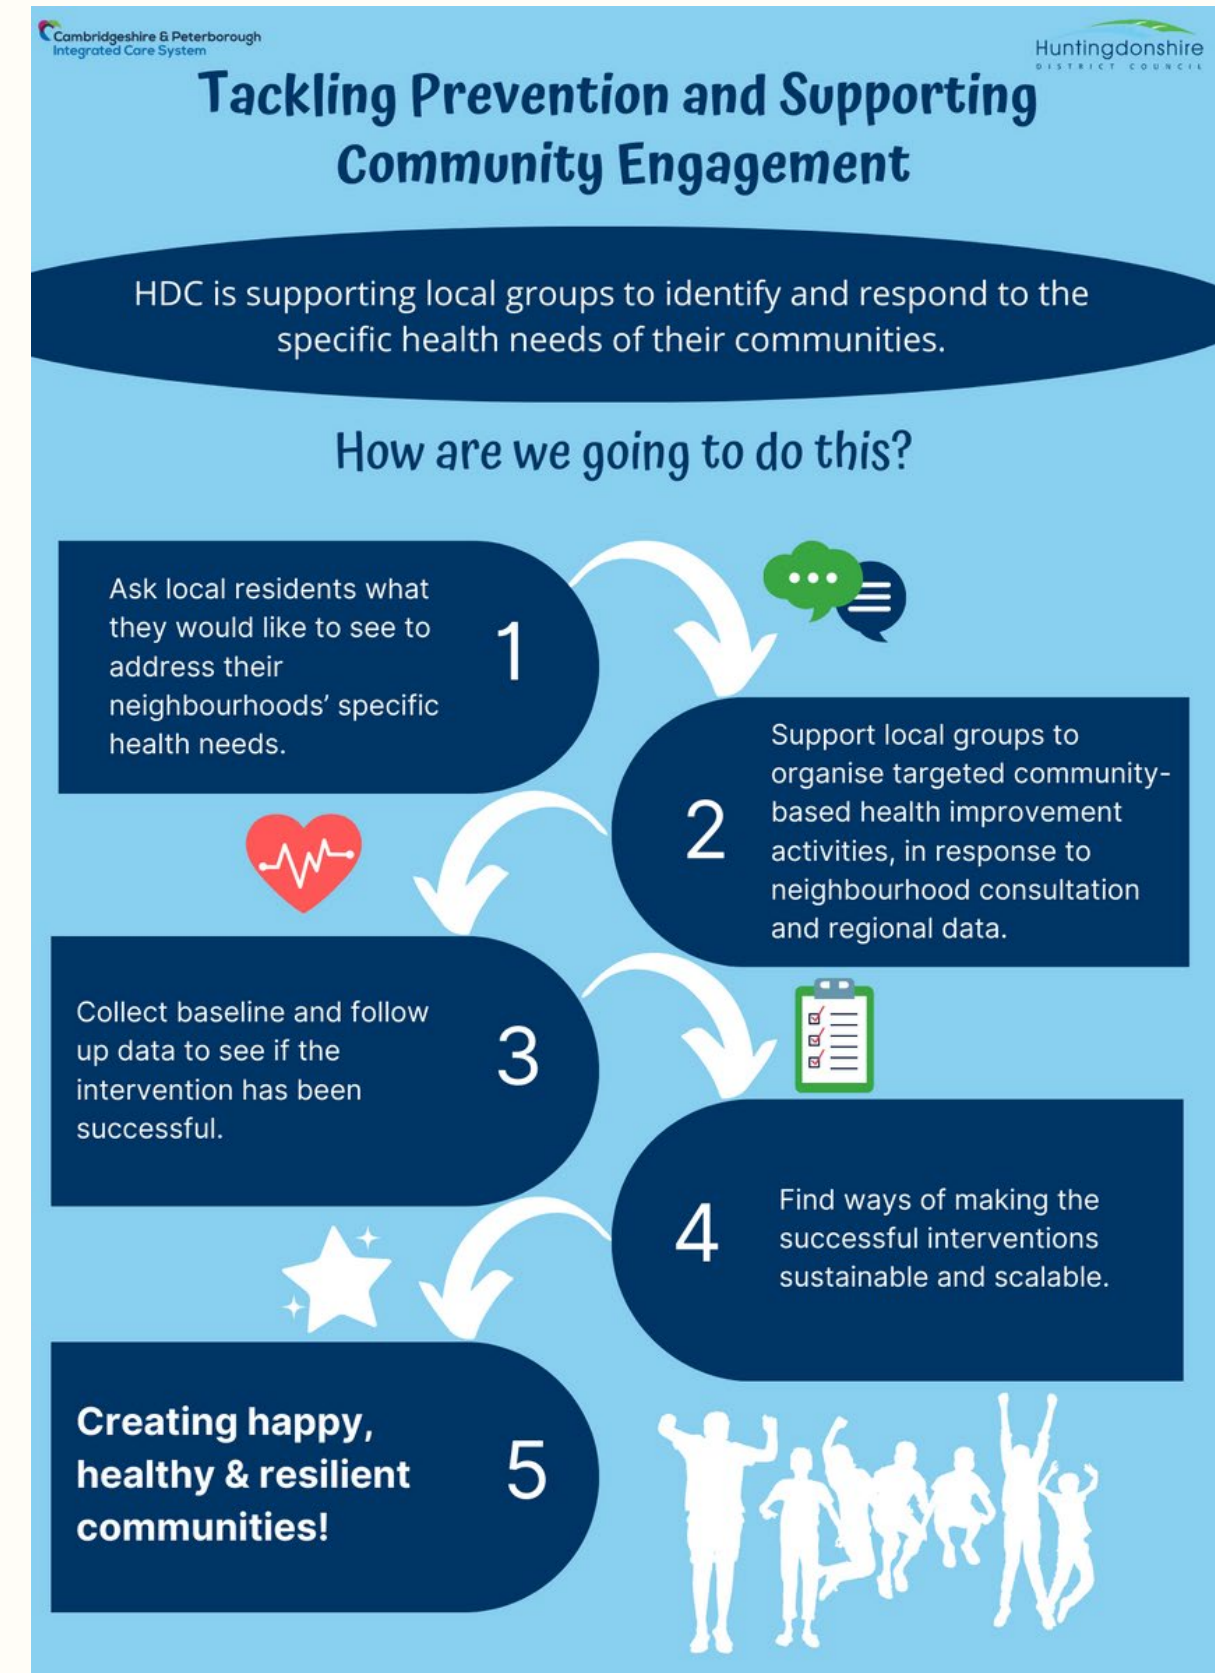 Cambridgeshire & Peterborough
Integrated Care System
Huntingdonshire
DISTRICT COUNCIL
Tackling Prevention and Supporting
Community Engagement
HDC is supporting local groups to identify and respond to the
specific health needs of their communities.
How are we going to do this?
Ask local residents what
they would like to see to
address their
neighbourhoods' specific
health needs.
1
Support local groups to
organise targeted community-
based health improvement
activities, in response to
neighbourhood consultation
and regional data.
2
Collect baseline and follow
up data to see if the
intervention has been
successful.
3
Find ways of making the
successful interventions
sustainable and scalable.
4
Creating happy,
healthy & resilient
communities!
5